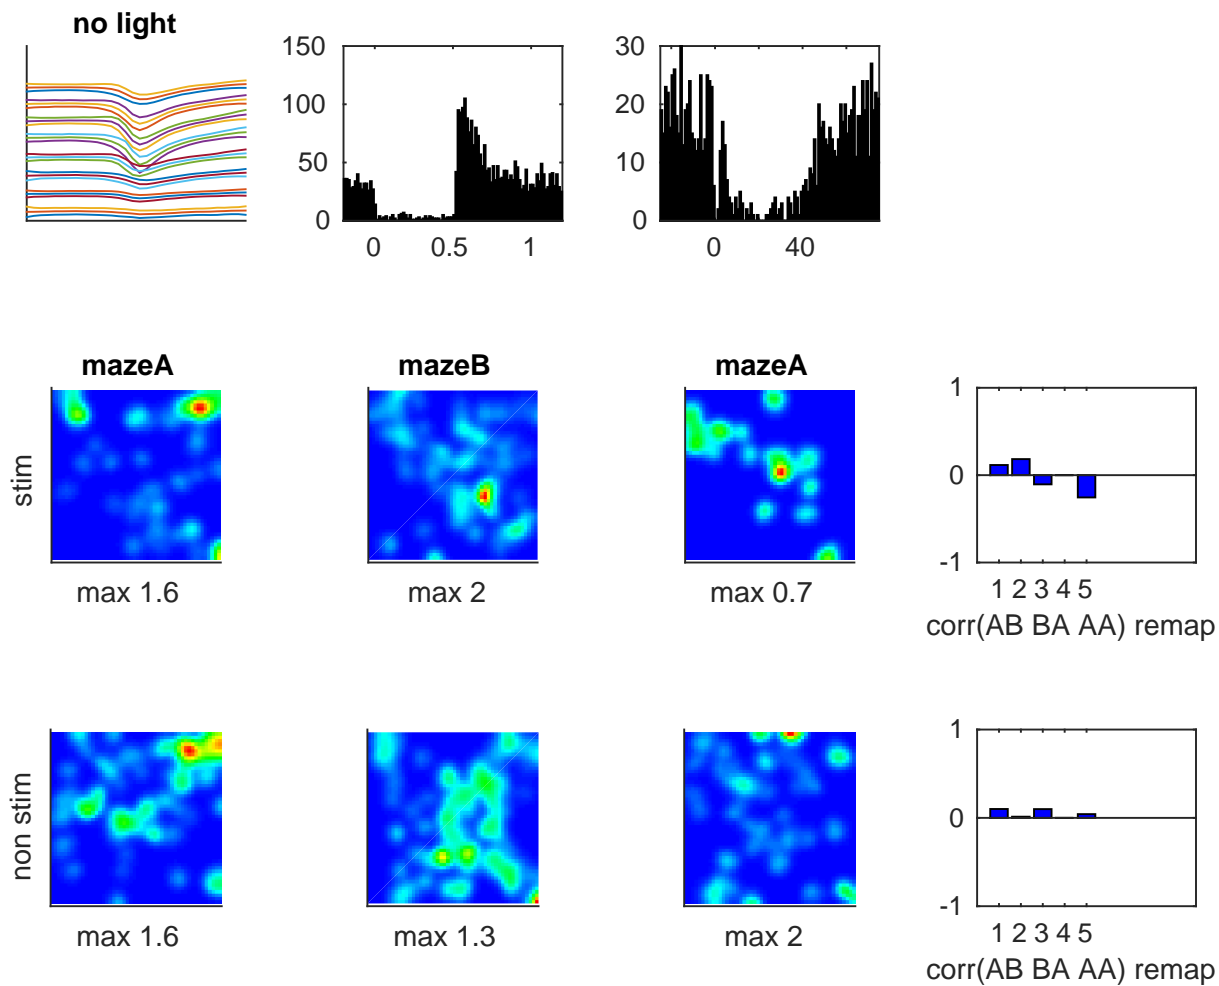 no light
150
100
50
0
0 0.5 1
30
20
10
0
0 40
mazeA
mazeB
mazeA
stim
max 1.6
max 2
max 0.7
1
0
-1
1 2 3 4 5
corr(AB BA AA) remap
non stim
max 1.6
max 1.3
max 2
1
0
-1
1 2 3 4 5
corr(AB BA AA) remap